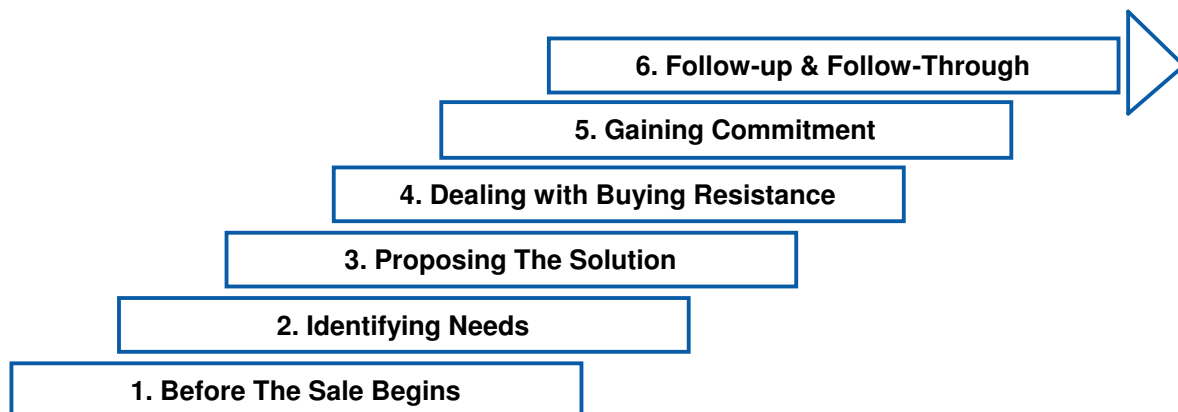 6. Follow-up & Follow-Through
5. Gaining Commitment
4. Dealing with Buying Resistance
3. Proposing The Solution
2. Identifying Needs
1. Before The Sale Begins